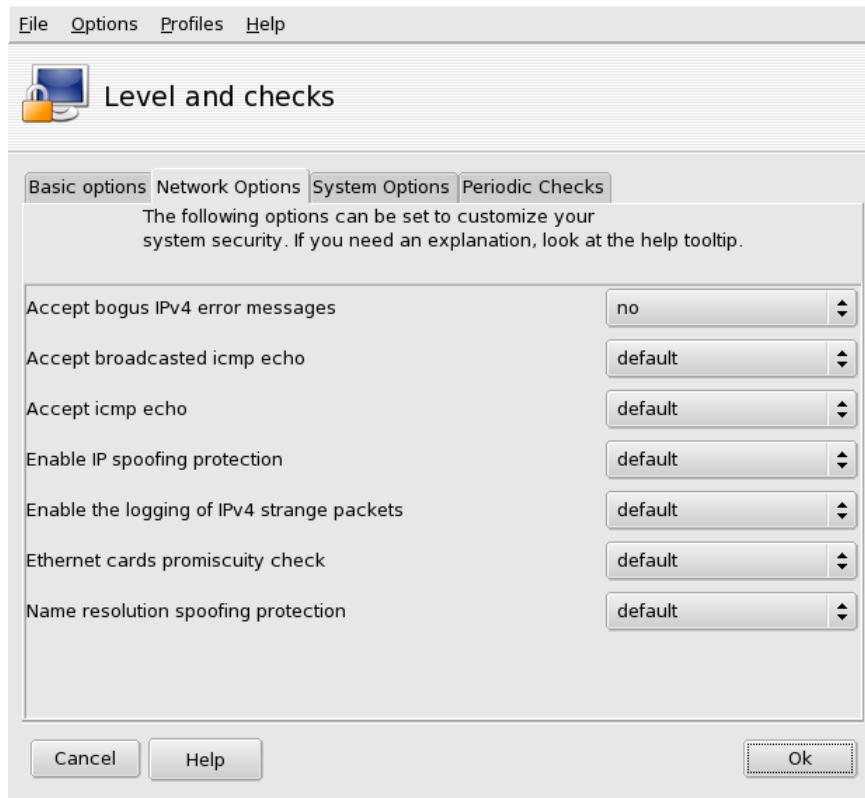 File Options Profiles Help
Level and checks
Basic options Network Options System Options Periodic Checks
The following options can be set to customize your
system security. If you need an explanation, look at the help tooltip.
Accept bogus IPv4 error messages no
Accept broadcasted icmp echo default
Accept icmp echo default
Enable IP spoofing protection default
Enable the logging of IPv4 strange packets default
Ethernet cards promiscuity check default
Name resolution spoofing protection default
Cancel Help Ok